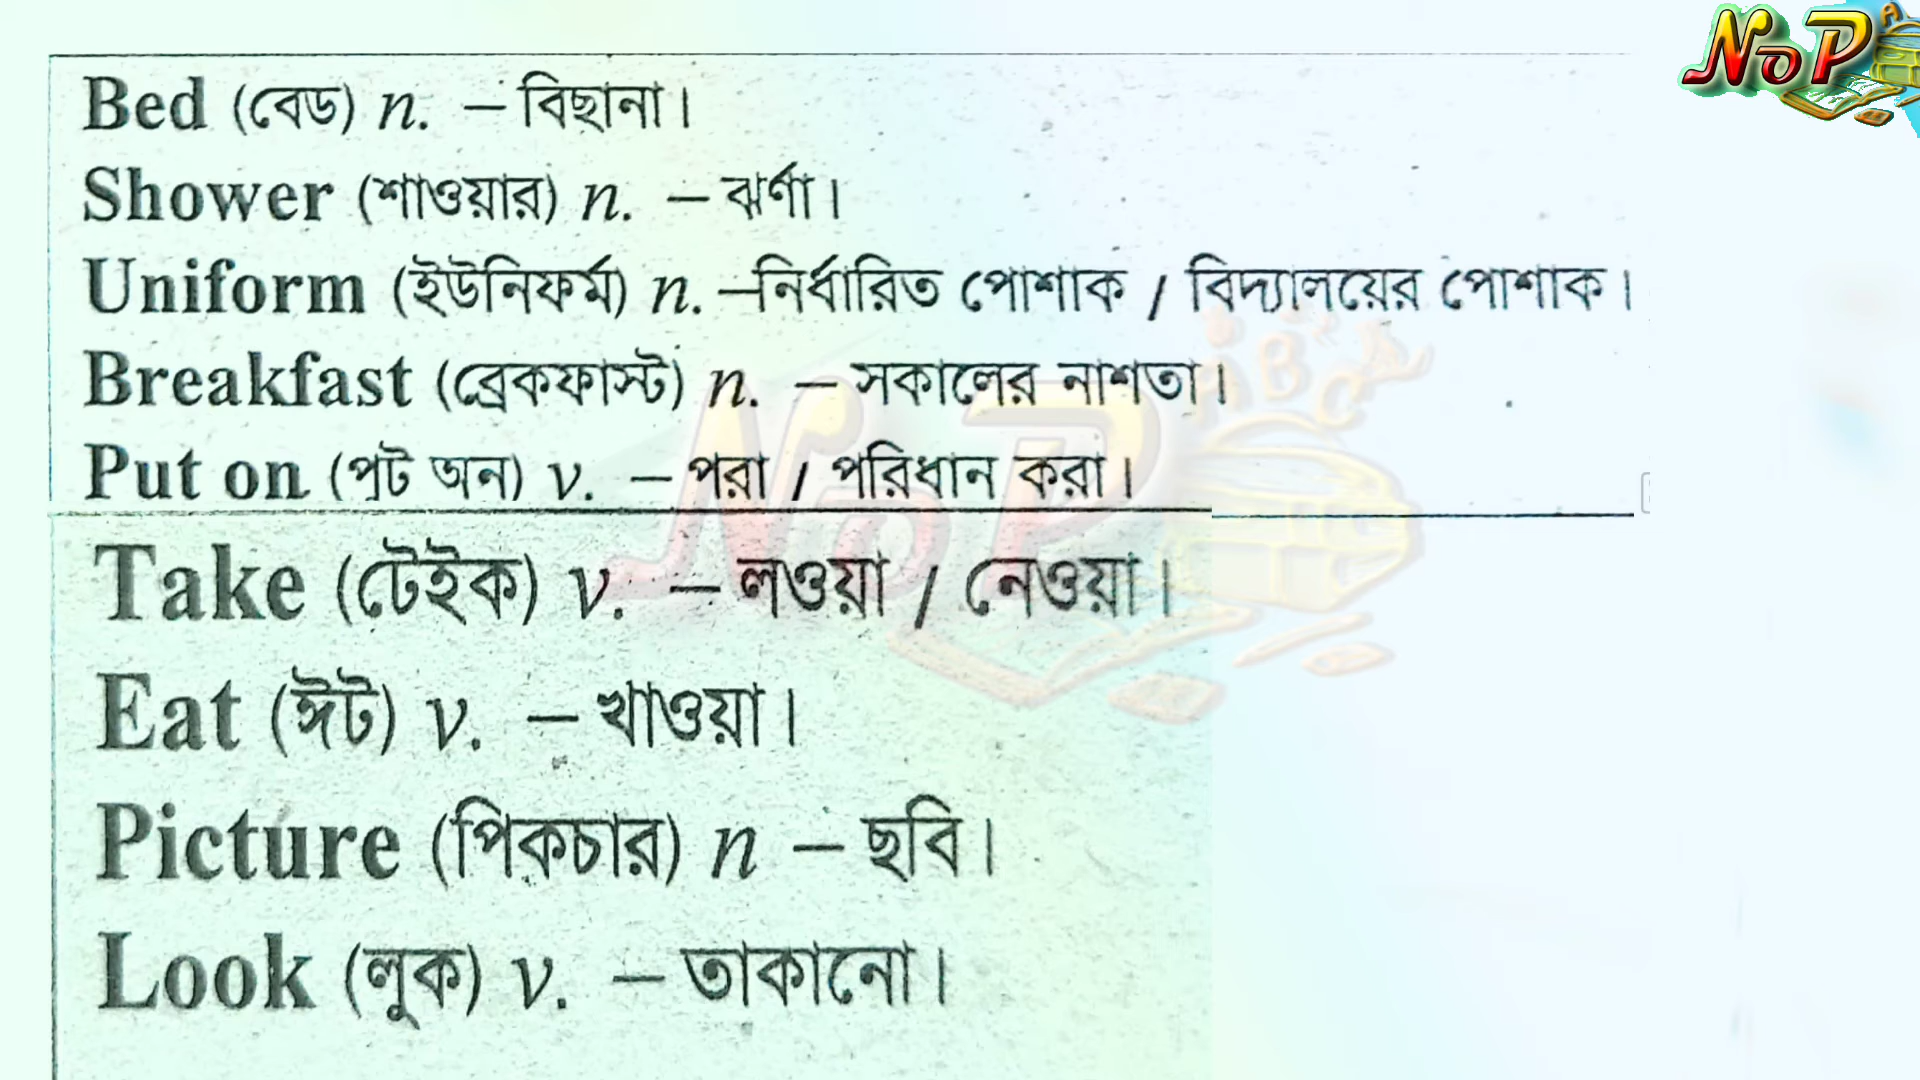 NoP
Bed (বেড) n. – বিছানা।
Shower (শাওয়ার) n. – ঝর্ণা।
Uniform (ইউনিফর্ম) n. –নির্ধারিত পোশাক / বিদ্যালয়ের পোশাক।
Breakfast (ব্রেকফাস্ট) n. – সকালের নাশতা।
Put on (পুট অন) v. – পরা / পরিধান করা।
Take (টেইক) v. – লওয়া / নেওয়া।
Eat (ঈট) v. – খাওয়া।
Picture (পিকচার) n – ছবি।
Look (লুক) v. – তাকানো।
NoP